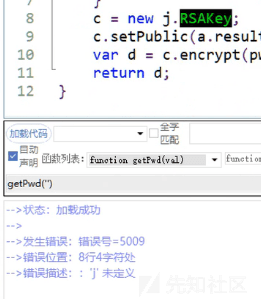 7 }
8 c = new j.RSAKey;
9 c.setPublic(a.result
10 var d = c.encrypt(pw
11 return d;
12 }
加载代码 全字匹配
自动声明 函数列表: function getPwd(val) function
getPwd('')
-->状态：加载成功
-->
-->发生错误：错误号=5009
-->错误位置：8行4字符处
-->错误描述：：'j' 未定义
先知社区